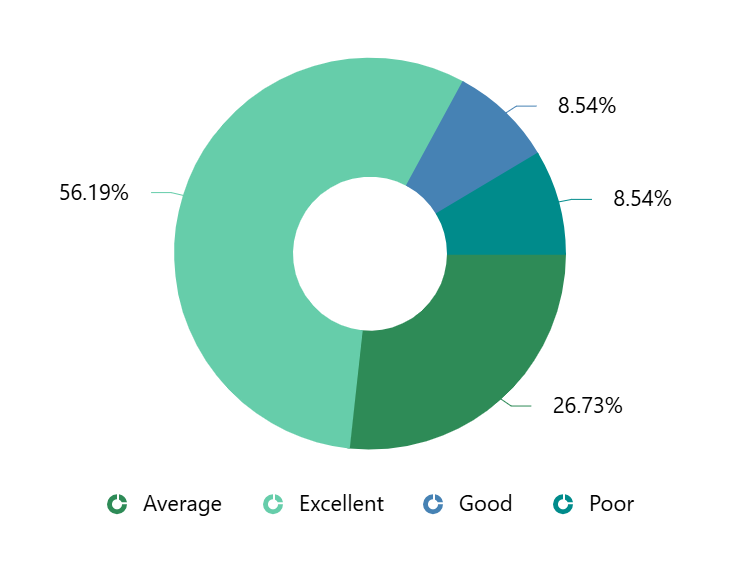 8.54%
56.19%
8.54%
26.73%
Average Excellent Good Poor